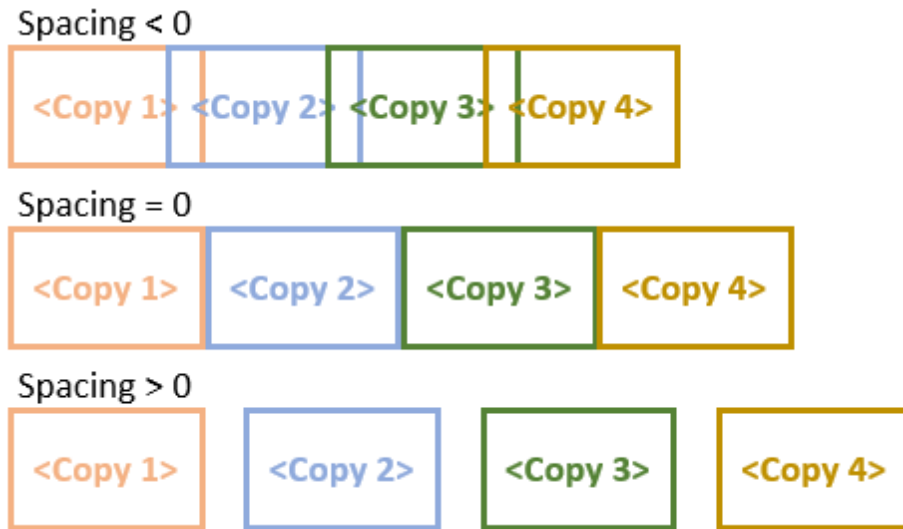 Spacing < 0
<Copy 1> <Copy 2> <Copy 3> <Copy 4>
Spacing = 0
<Copy 1> <Copy 2> <Copy 3> <Copy 4>
Spacing > 0
<Copy 1> <Copy 2> <Copy 3> <Copy 4>